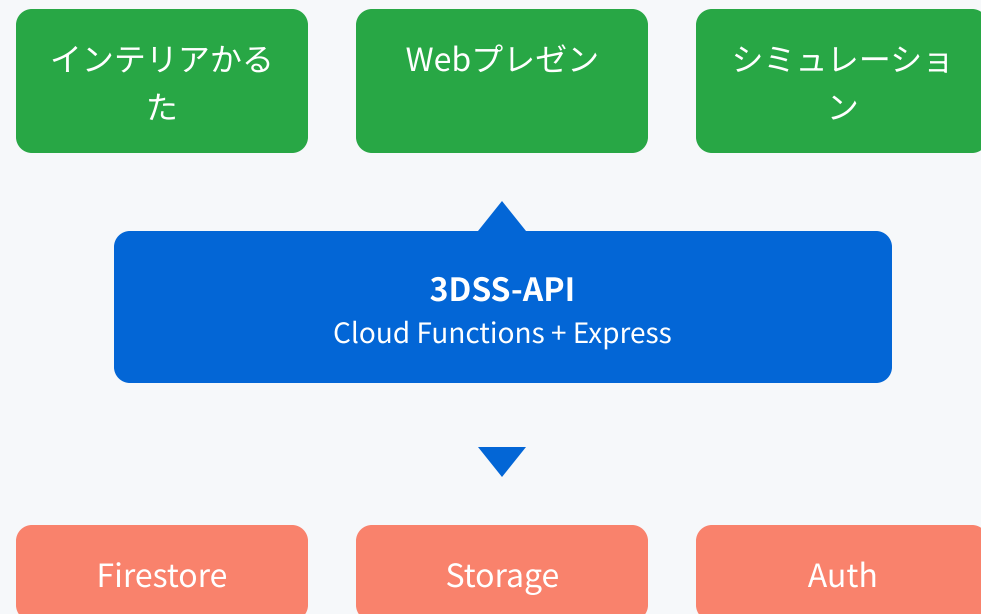 インテリアかる
た
Webプレゼン
シミュレーショ
ン
3DSS-API
Cloud Functions + Express
Firestore
Storage
Auth